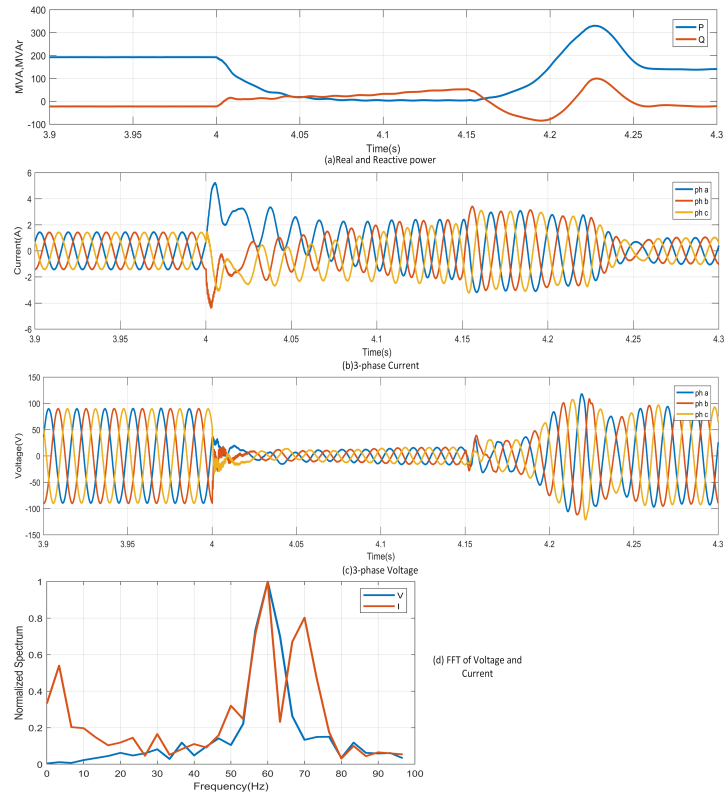 400
300
200
100
0
-100
MVA,MVAr
P
Q
3.9
3.95
4
4.05
4.1
4.15
4.2
4.25
4.3
Time(s)
(a)Real and Reactive power
6
4
2
0
-2
-4
-6
Current(A)
ph a
ph b
ph c
3.9
3.95
4
4.05
4.1
4.15
4.2
4.25
4.3
Time(s)
(b)3-phase Current
150
100
50
0
-50
-100
-150
Voltage(V)
ph a
ph b
ph c
3.9
3.95
4
4.05
4.1
4.15
4.2
4.25
4.3
Time(s)
(c)3-phase Voltage
1
0.8
0.6
0.4
0.2
0
Normalized Spectrum
V
I
0
10
20
30
40
50
60
70
80
90
100
Frequency(Hz)
(d) FFT of Voltage and
Current